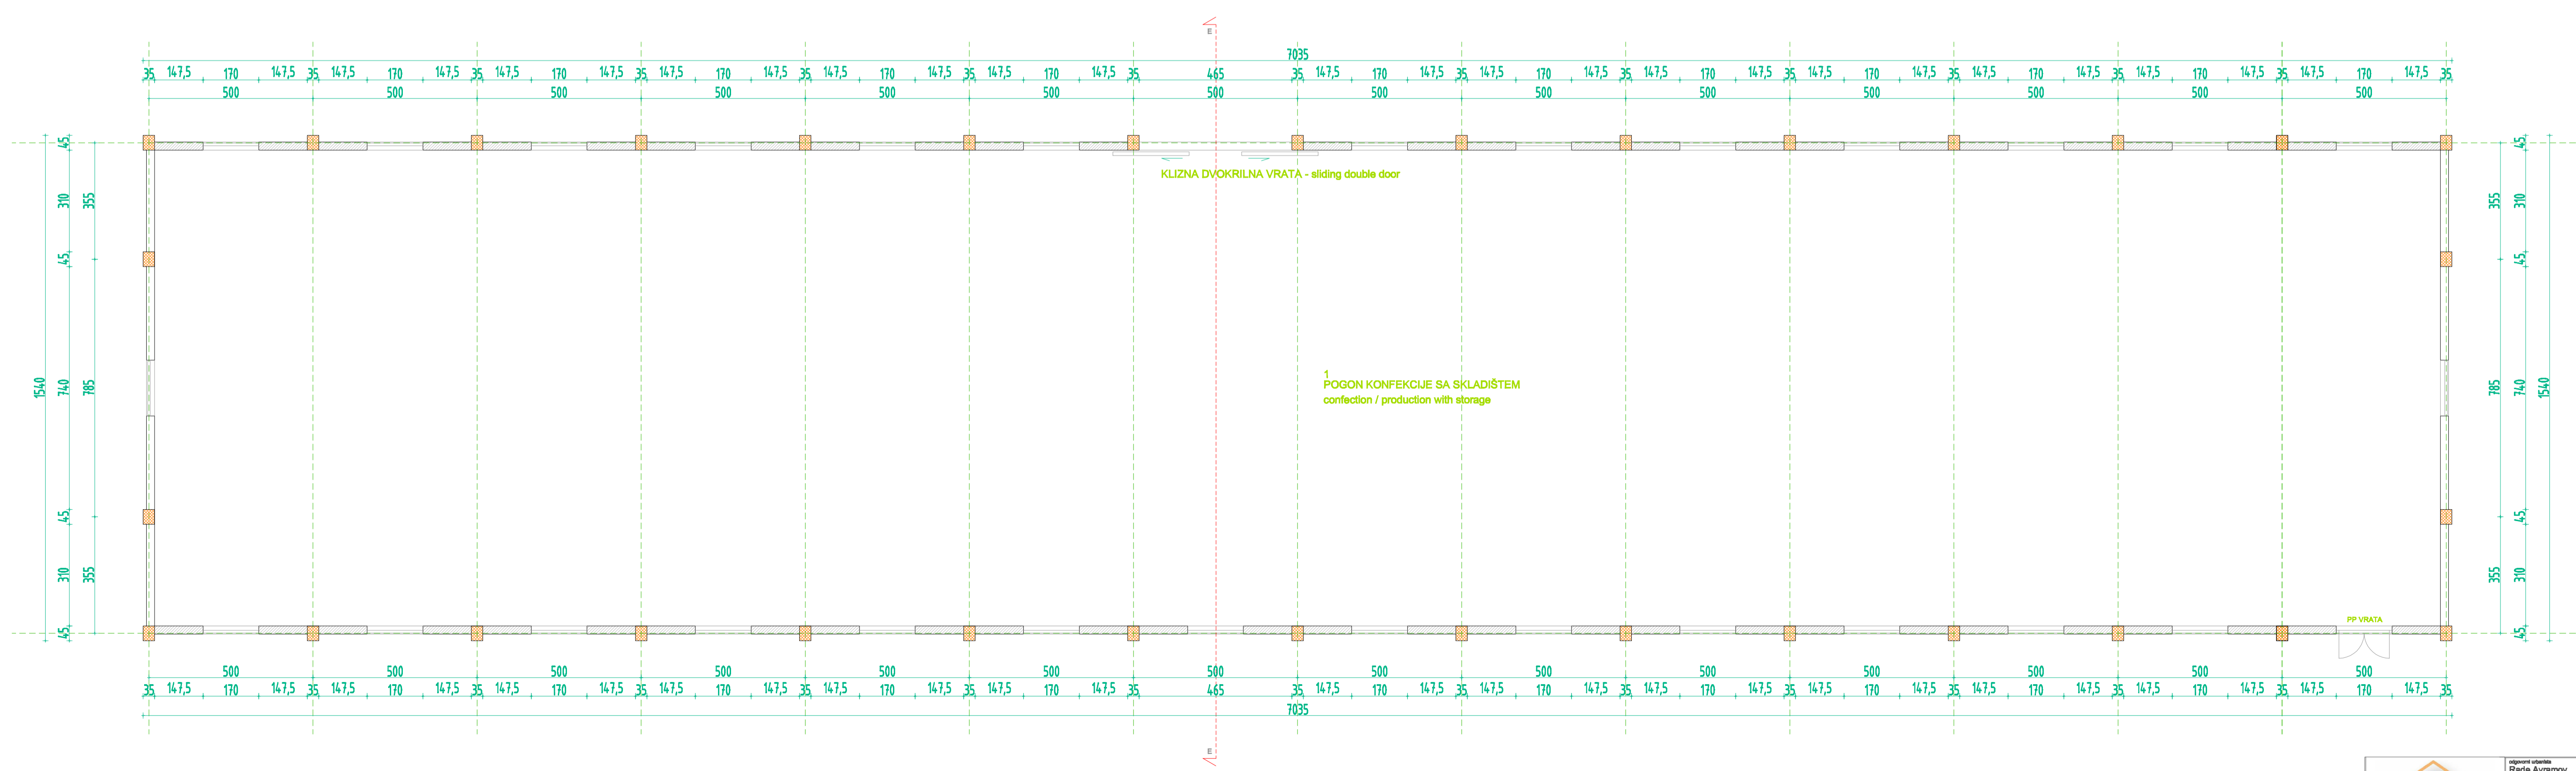 7035
35 147,5 170 147,5 35 147,5 170 147,5 35 147,5 170 147,5 35 147,5 170 147,5 35 147,5 170 147,5 35 147,5 170 147,5 35 465 35 147,5 170 147,5 35 147,5 170 147,5 35 147,5 170 147,5 35 147,5 170 147,5 35 147,5 170 147,5 35 147,5 170 147,5 35 147,5 170 147,5 35
500 500 500 500 500 500 500 500 500 500 500 500 500 500
1540
45 310 45 740 45 310 45
355 785 355
KLIZNA DVOKRILNA VRATA - sliding double door
1
POGON KONFEKCIJE SA SKLADIŠTEM
confection / production with storage
PP VRATA
355 785 355
45 310 45 740 45 310 45
1540
500 500 500 500 500 500 500 500 500 500 500 500 500 500
35 147,5 170 147,5 35 147,5 170 147,5 35 147,5 170 147,5 35 147,5 170 147,5 35 147,5 170 147,5 35 147,5 170 147,5 35 465 35 147,5 170 147,5 35 147,5 170 147,5 35 147,5 170 147,5 35 147,5 170 147,5 35 147,5 170 147,5 35 147,5 170 147,5 35 147,5 170 147,5 35
7035
odgovorni urbanista
Rade Avramov